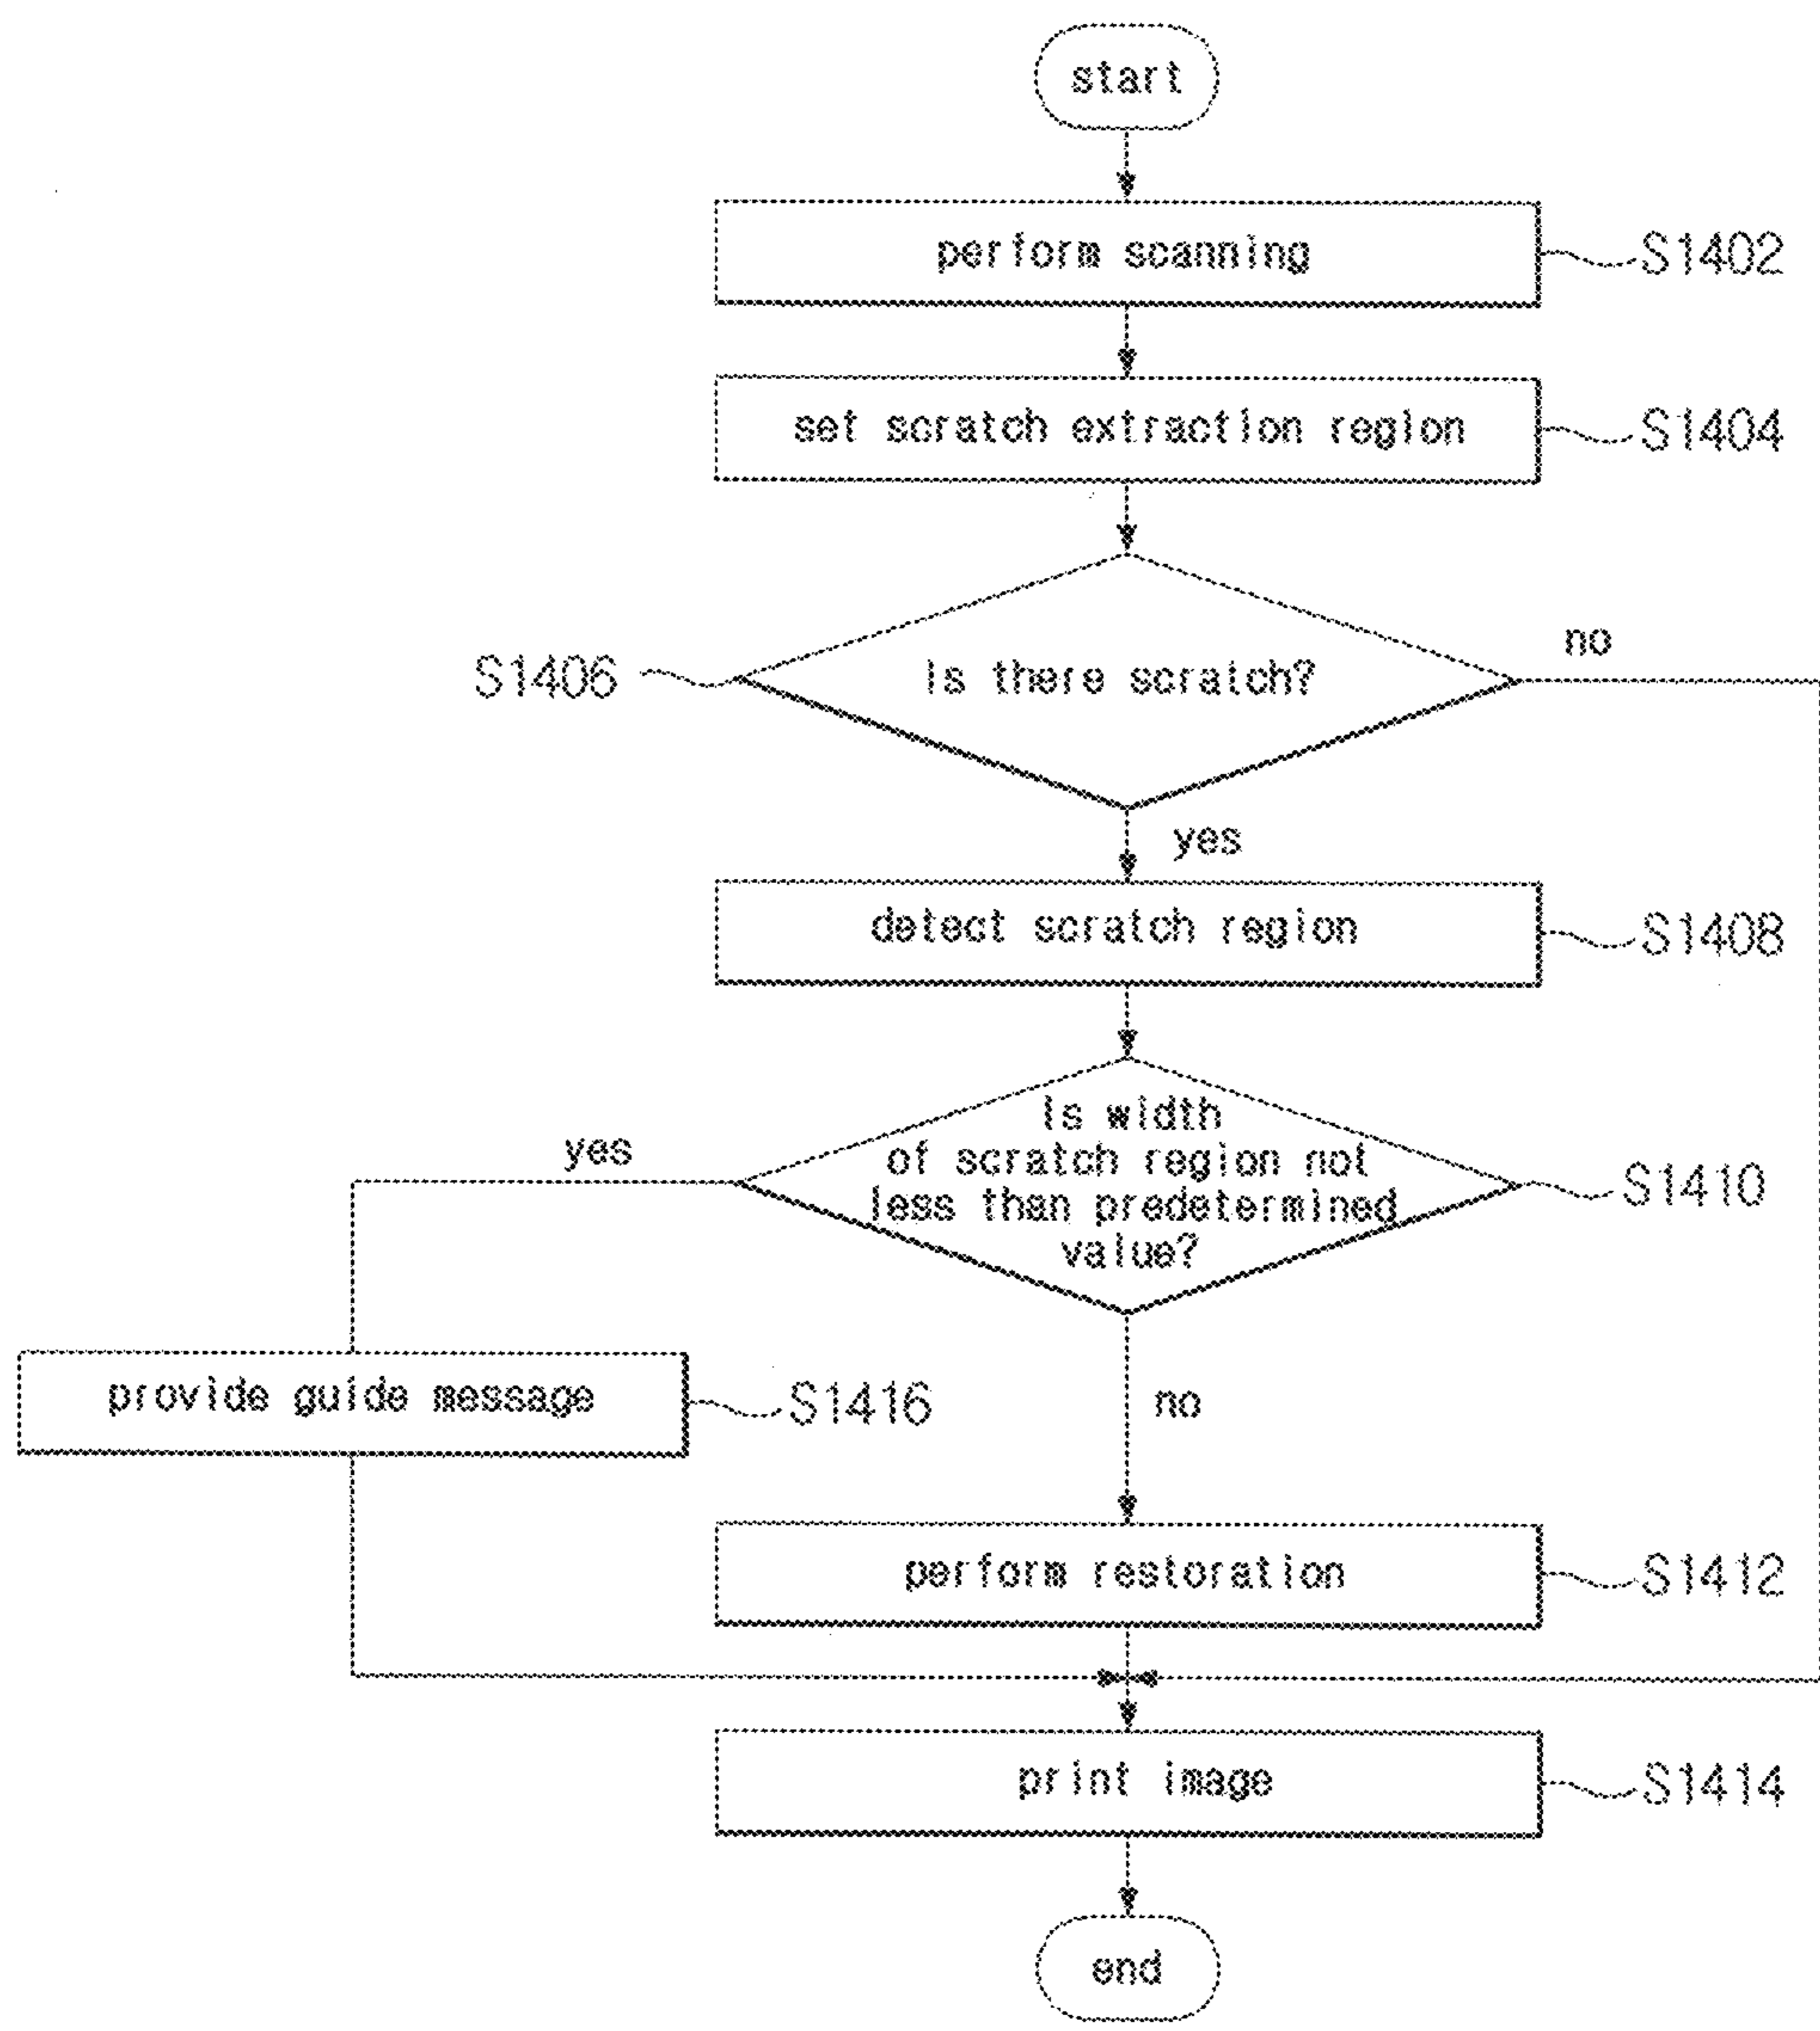 start
perform scanning
S1402
set scratch extraction region
S1404
no
S1406
Is there scratch?
yes
detect scratch region
S1408
Is width
of scratch region not
less than predetermined
value?
yes
S1410
provide guide message
S1416
no
perform restoration
S1412
print image
S1414
end